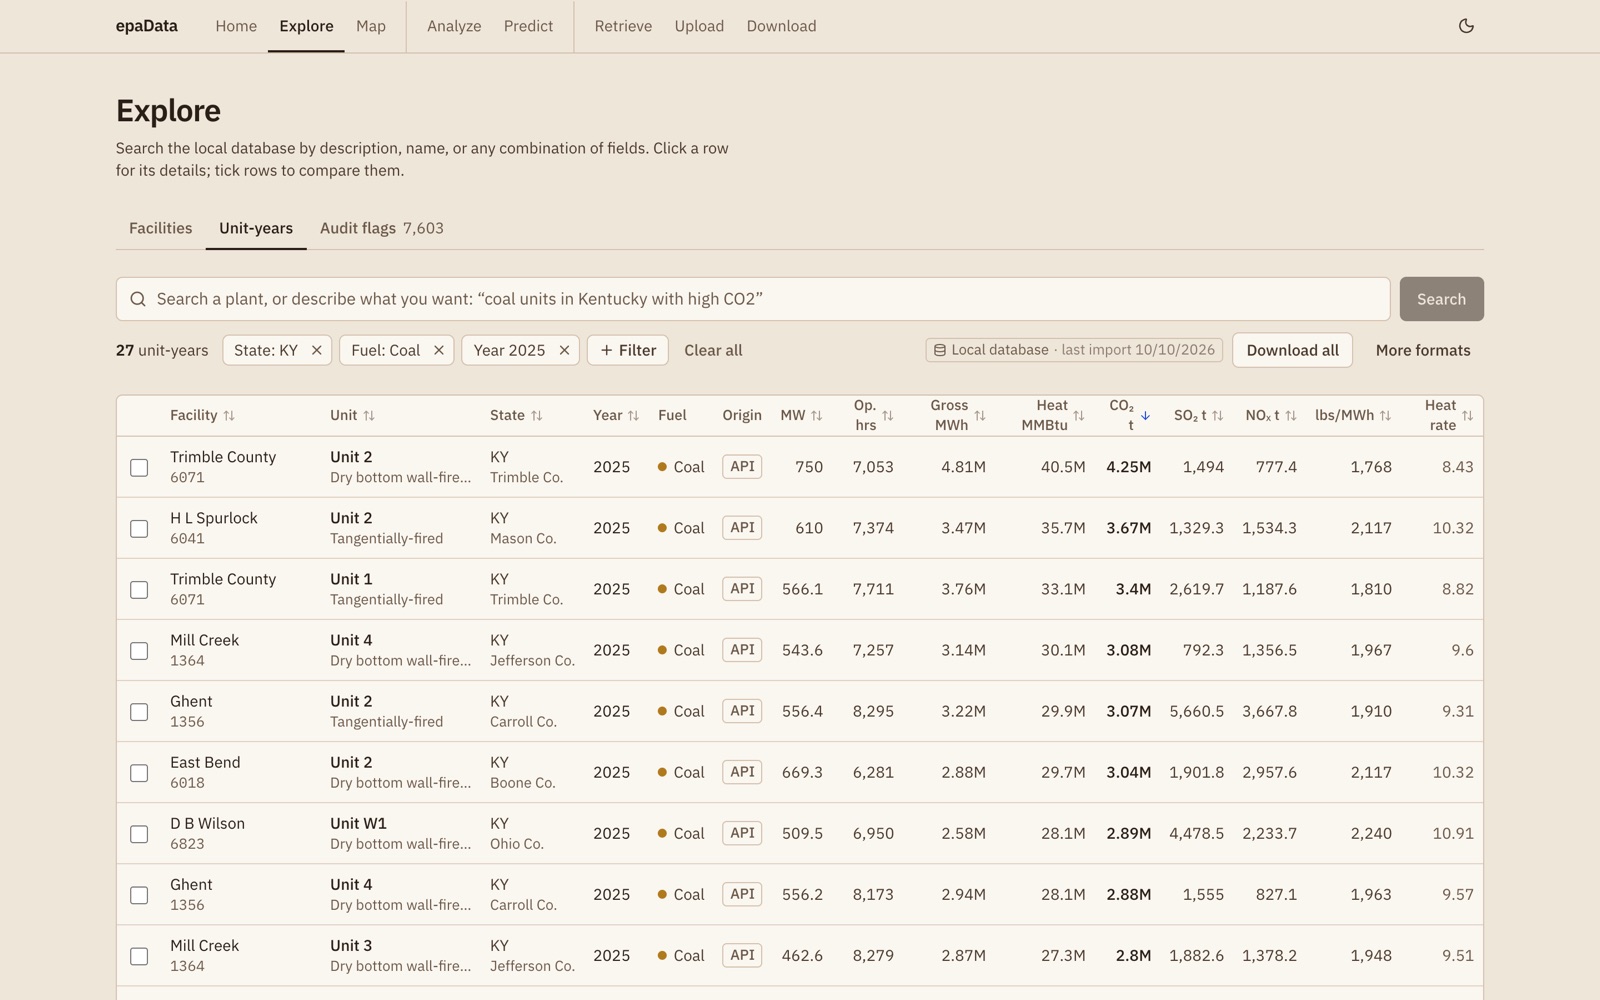 epaData Home Explore Map Analyze Predict Retrieve Upload Download
Explore
Search the local database by description, name, or any combination of fields. Click a row
for its details; tick rows to compare them.
Facilities Unit-years Audit flags 7,603
Search a plant, or describe what you want: “coal units in Kentucky with high CO2” Search
27 unit-years State: KY Fuel: Coal Year 2025 + Filter Clear all Local database · last import 10/10/2026 Download all More formats
Facility Unit State Year Fuel Origin MW Op. hrs Gross MWh Heat MMBtu CO₂ t SO₂ t NOₓ t lbs/MWh Heat rate
Trimble County Unit 2 KY 2025 Coal API 750 7,053 4.81M 40.5M 4.25M 1,494 777.4 1,768 8.43
6071 Dry bottom wall-fire... Trimble Co.
H L Spurlock Unit 2 KY 2025 Coal API 610 7,374 3.47M 35.7M 3.67M 1,329.3 1,534.3 2,117 10.32
6041 Tangentially-fired Mason Co.
Trimble County Unit 1 KY 2025 Coal API 566.1 7,711 3.76M 33.1M 3.4M 2,619.7 1,187.6 1,810 8.82
6071 Tangentially-fired Trimble Co.
Mill Creek Unit 4 KY 2025 Coal API 543.6 7,257 3.14M 30.1M 3.08M 792.3 1,356.5 1,967 9.6
1364 Dry bottom wall-fire... Jefferson Co.
Ghent Unit 2 KY 2025 Coal API 556.4 8,295 3.22M 29.9M 3.07M 5,660.5 3,667.8 1,910 9.31
1356 Tangentially-fired Carroll Co.
East Bend Unit 2 KY 2025 Coal API 669.3 6,281 2.88M 29.7M 3.04M 1,901.8 2,957.6 2,117 10.32
6018 Dry bottom wall-fire... Boone Co.
D B Wilson Unit W1 KY 2025 Coal API 509.5 6,950 2.58M 28.1M 2.89M 4,478.5 2,233.7 2,240 10.91
6823 Dry bottom wall-fire... Ohio Co.
Ghent Unit 4 KY 2025 Coal API 556.2 8,173 2.94M 28.1M 2.88M 1,555 827.1 1,963 9.57
1356 Dry bottom wall-fire... Carroll Co.
Mill Creek Unit 3 KY 2025 Coal API 462.6 8,279 2.87M 27.3M 2.8M 1,882.6 1,378.2 1,948 9.51
1364 Dry bottom wall-fire... Jefferson Co.